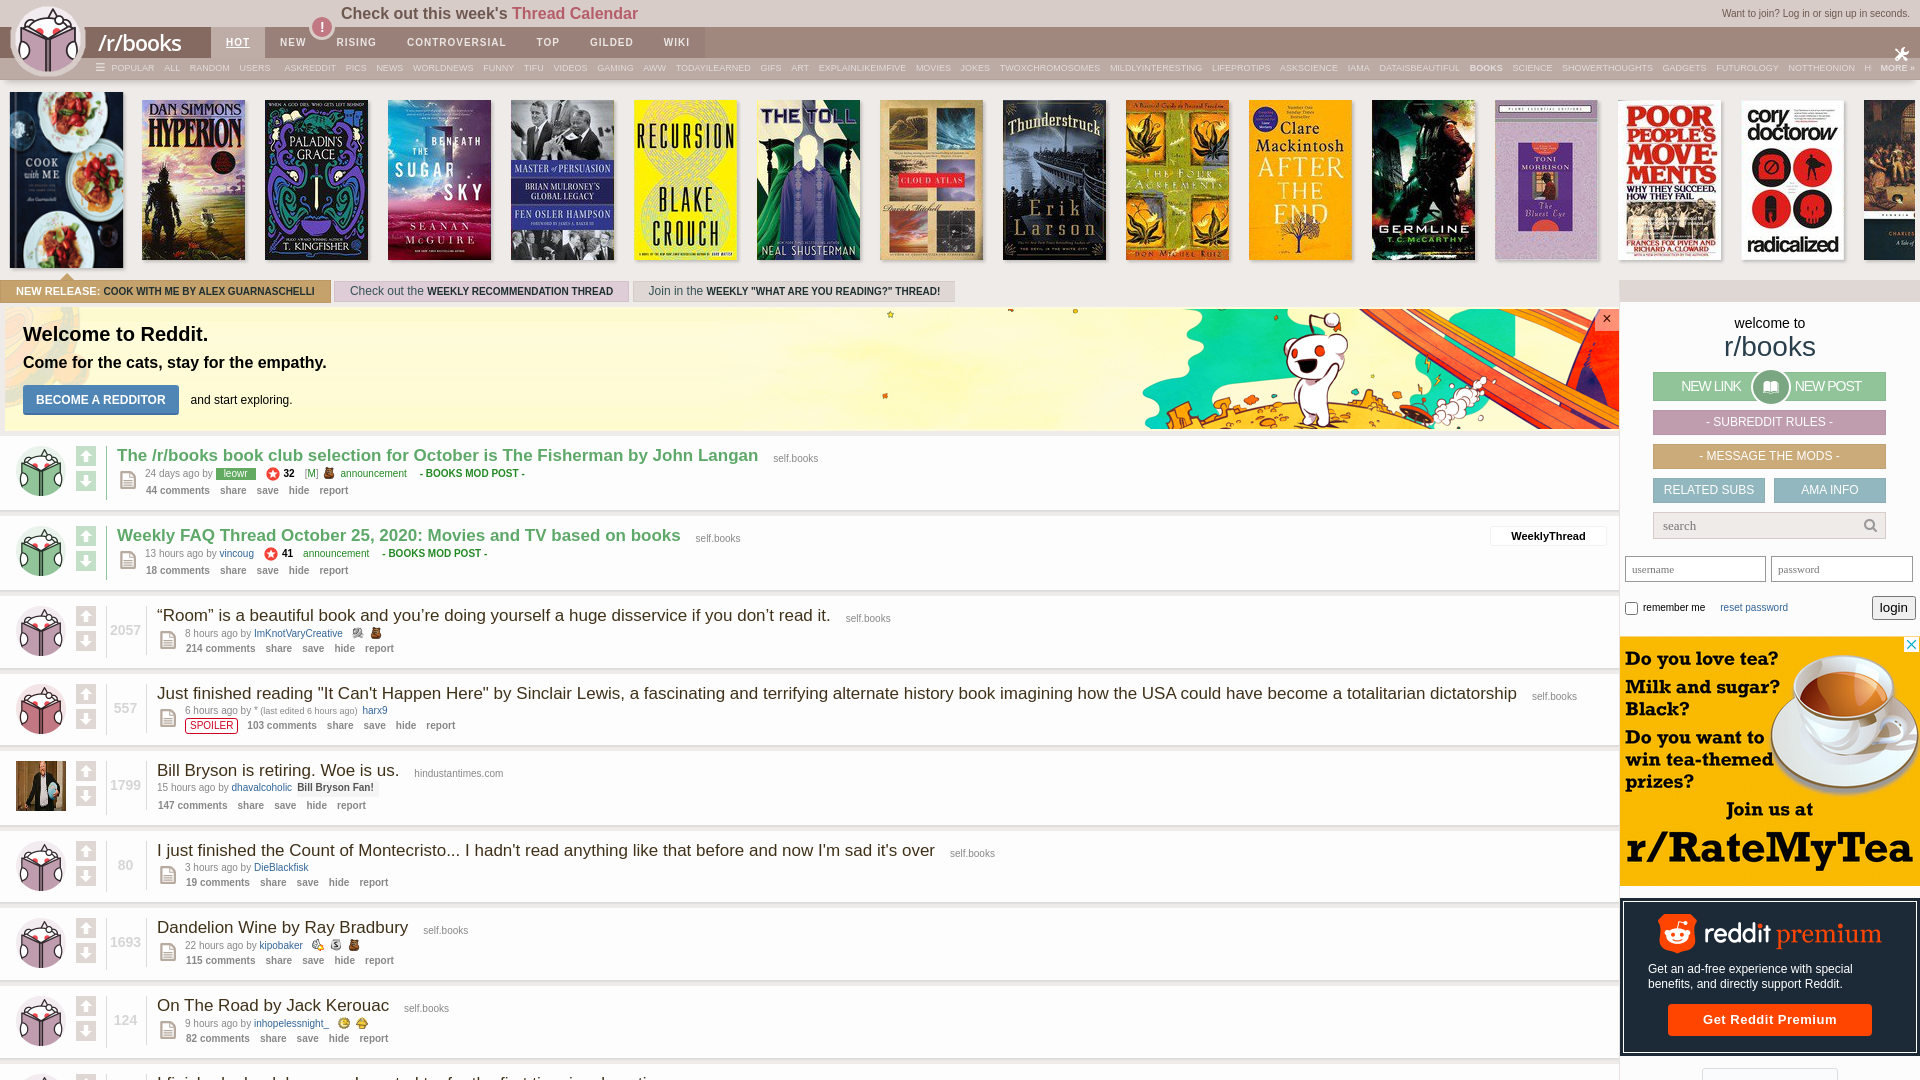 Check out this week's Thread Calendar
Want to join? Log in or sign up in seconds.
/r/books
HOT NEW RISING CONTROVERSIAL TOP GILDED WIKI
POPULAR ALL RANDOM USERS ASKREDDIT PICS NEWS WORLDNEWS FUNNY TIFU VIDEOS GAMING AWW TODAYILEARNED GIFS ART EXPLAINLIKEIMFIVE MOVIES JOKES TWOXCHROMOSOMES MILDLYINTERESTING LIFEPROTIPS ASKSCIENCE IAMA DATAISBEAUTIFUL BOOKS SCIENCE SHOWERTHOUGHTS GADGETS FUTUROLOGY NOTTHEONION H MORE »
COOK with ME
Alex Guarnaschelli
DAN SIMMONS
HYPERION
PALADIN'S GRACE
T. KINGFISHER
BENEATH THE SUGAR SKY
SEANAN McGUIRE
MASTER of PERSUASION
BRIAN MULRONEY'S GLOBAL LEGACY
FEN OSLER HAMPSON
RECURSION
BLAKE CROUCH
THE TOLL
NEAL SHUSTERMAN
CLOUD ATLAS
David Mitchell
Thunderstruck
Erik Larson
THE FOUR AGREEMENTS
DON MIGUEL RUIZ
Clare Mackintosh
AFTER THE END
GERMLINE
T.C. McCARTHY
TONI MORRISON
The Bluest Eye
POOR PEOPLE'S MOVEMENTS
WHY THEY SUCCEED, HOW THEY FAIL
FRANCES FOX PIVEN AND RICHARD A. CLOWARD
cory doctorow
radicalized
NEW RELEASE: COOK WITH ME BY ALEX GUARNASCHELLI
Check out the WEEKLY RECOMMENDATION THREAD
Join in the WEEKLY "WHAT ARE YOU READING?" THREAD!
Welcome to Reddit.
Come for the cats, stay for the empathy.
BECOME A REDDITOR and start exploring.
×
The /r/books book club selection for October is The Fisherman by John Langan self.books
24 days ago by leowr 32 [M] announcement - BOOKS MOD POST -
44 comments share save hide report
Weekly FAQ Thread October 25, 2020: Movies and TV based on books self.books
WeeklyThread
13 hours ago by vincoug 41 announcement - BOOKS MOD POST -
18 comments share save hide report
2057
“Room” is a beautiful book and you’re doing yourself a huge disservice if you don’t read it. self.books
8 hours ago by ImKnotVaryCreative
214 comments share save hide report
557
Just finished reading "It Can't Happen Here" by Sinclair Lewis, a fascinating and terrifying alternate history book imagining how the USA could have become a totalitarian dictatorship self.books
6 hours ago by * (last edited 6 hours ago) harx9
SPOILER 103 comments share save hide report
1799
Bill Bryson is retiring. Woe is us. hindustantimes.com
15 hours ago by dhavalcoholic Bill Bryson Fan!
147 comments share save hide report
80
I just finished the Count of Montecristo... I hadn't read anything like that before and now I'm sad it's over self.books
3 hours ago by DieBlackfisk
19 comments share save hide report
1693
Dandelion Wine by Ray Bradbury self.books
22 hours ago by kipobaker
115 comments share save hide report
124
On The Road by Jack Kerouac self.books
9 hours ago by inhopelessnight_
82 comments share save hide report
welcome to
r/books
NEW LINK NEW POST
- SUBREDDIT RULES -
- MESSAGE THE MODS -
RELATED SUBS AMA INFO
search
username password
remember me reset password login
Do you love tea?
Milk and sugar?
Black?
Do you want to
win tea-themed
prizes?
Join us at
r/RateMyTea
reddit premium
Get an ad-free experience with special
benefits, and directly support Reddit.
Get Reddit Premium